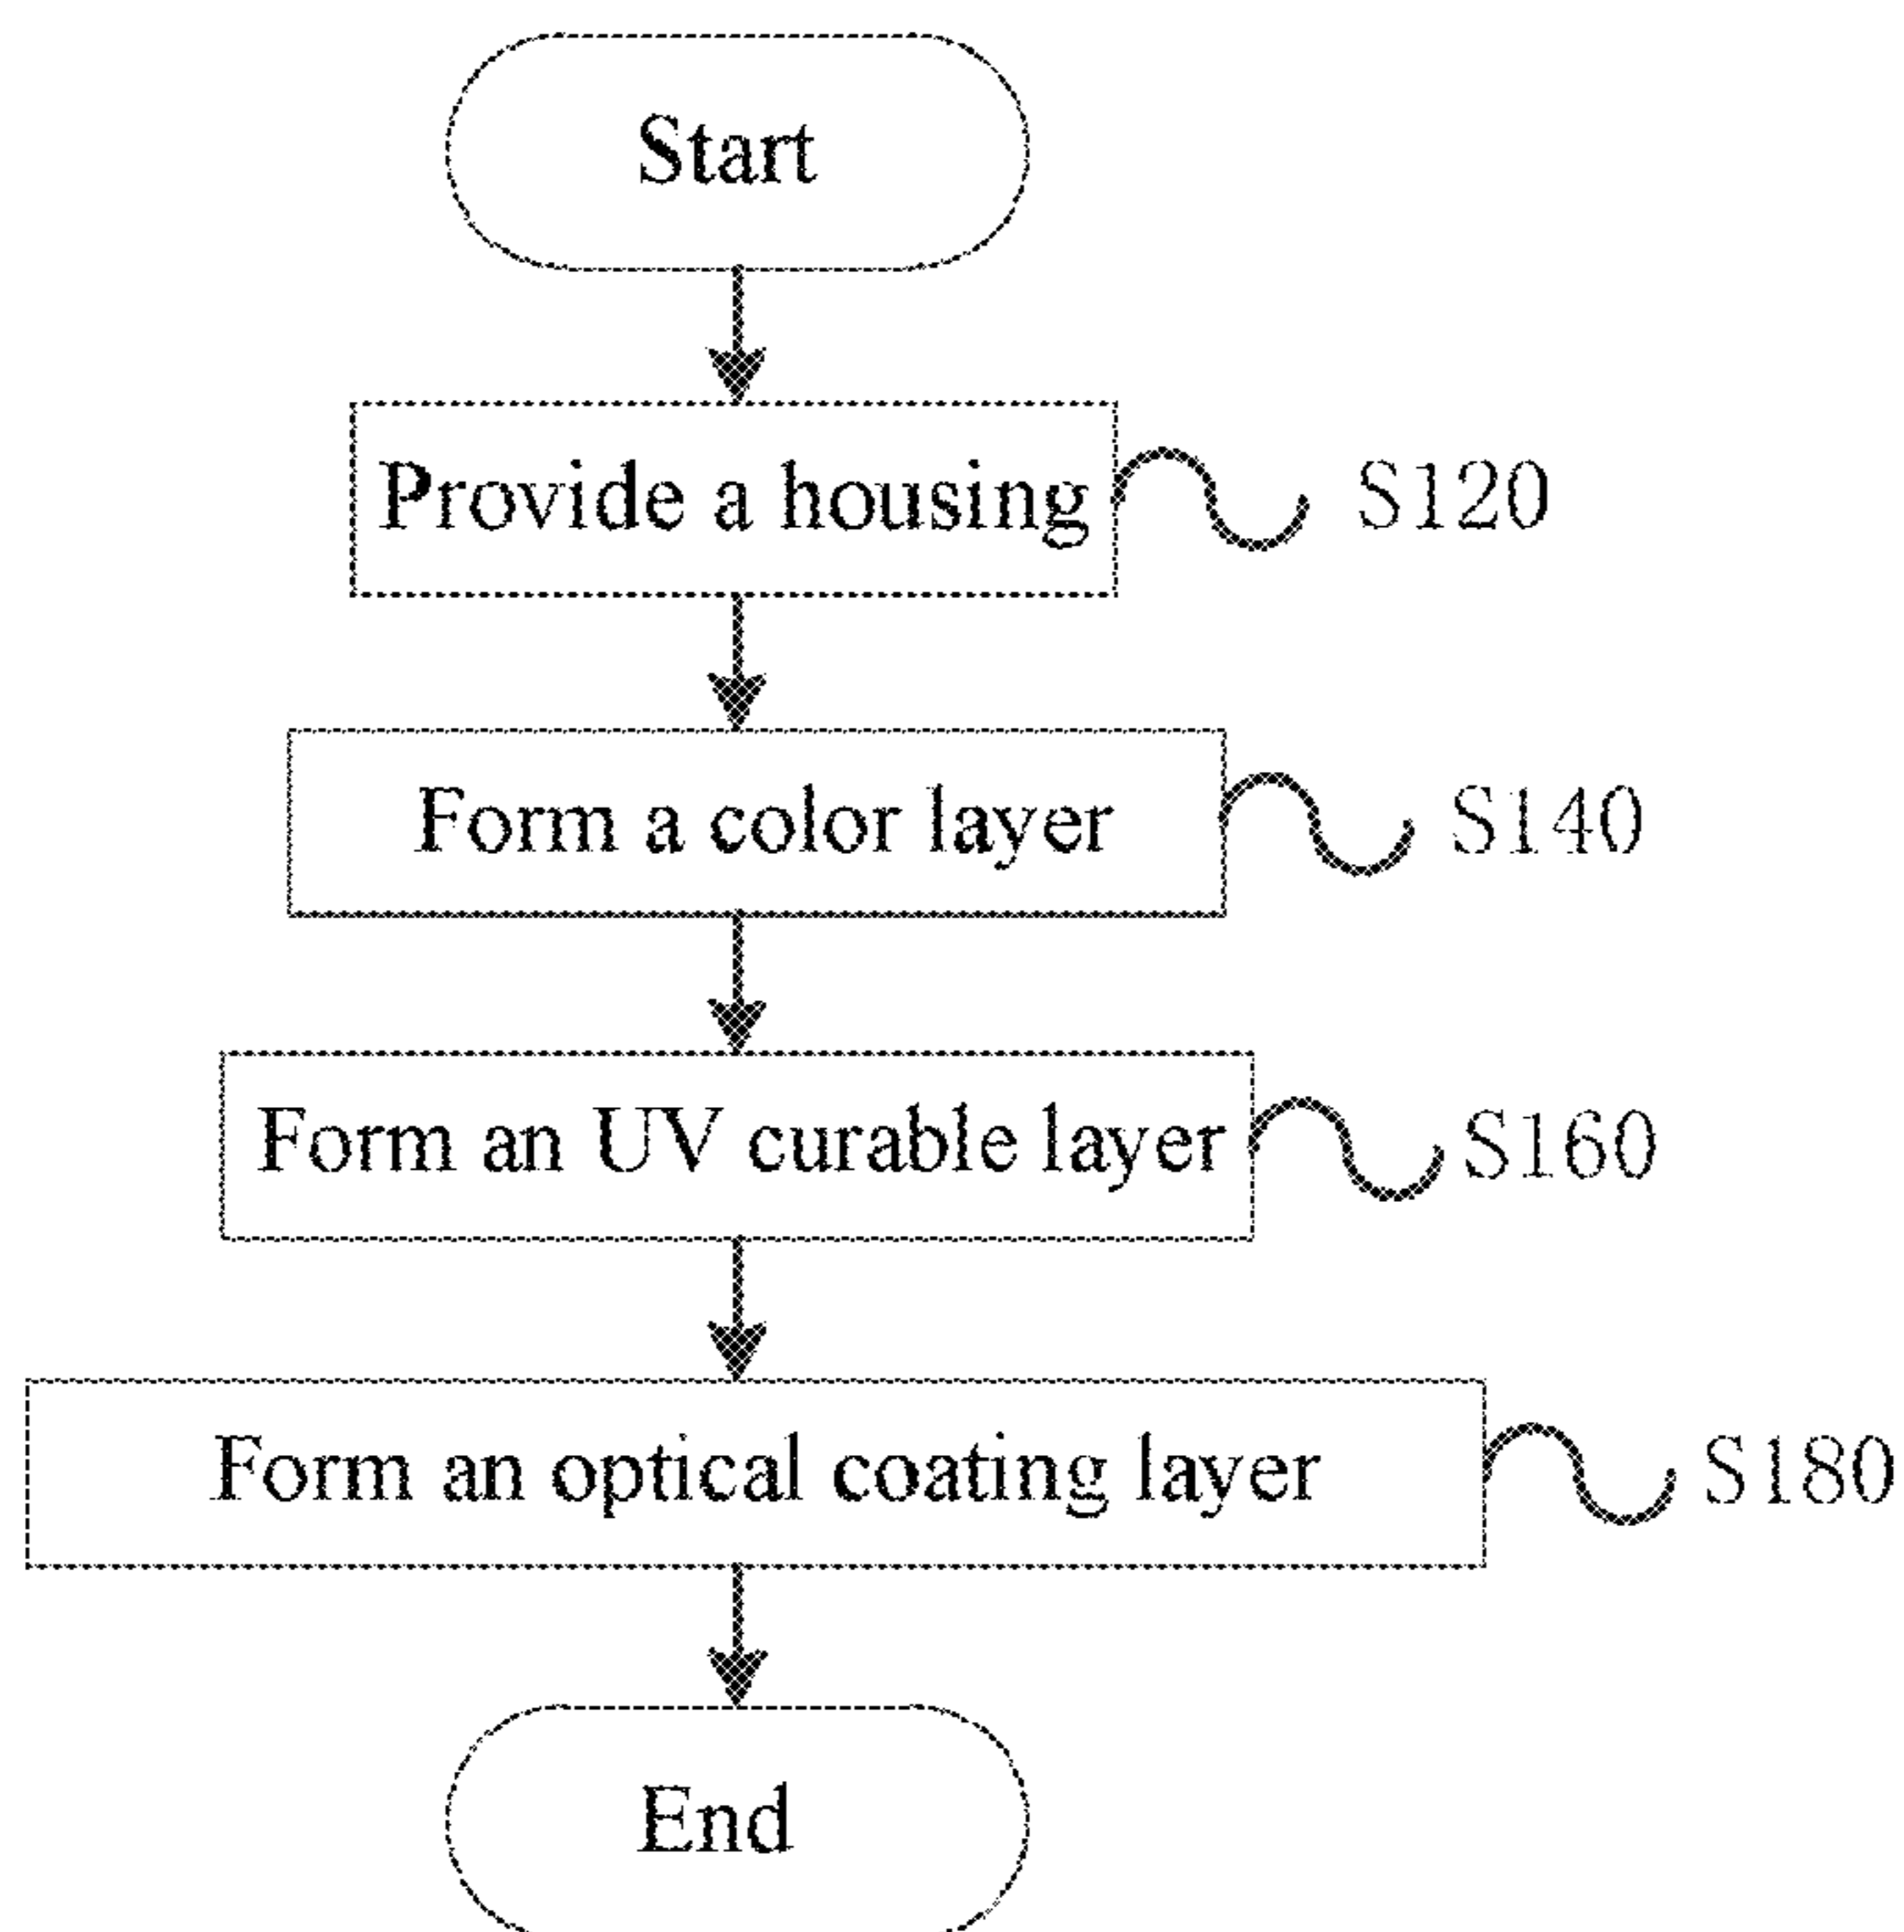 Start
Provide a housing S120
Form a color layer S140
Form an UV curable layer S160
Form an optical coating layer S180
End